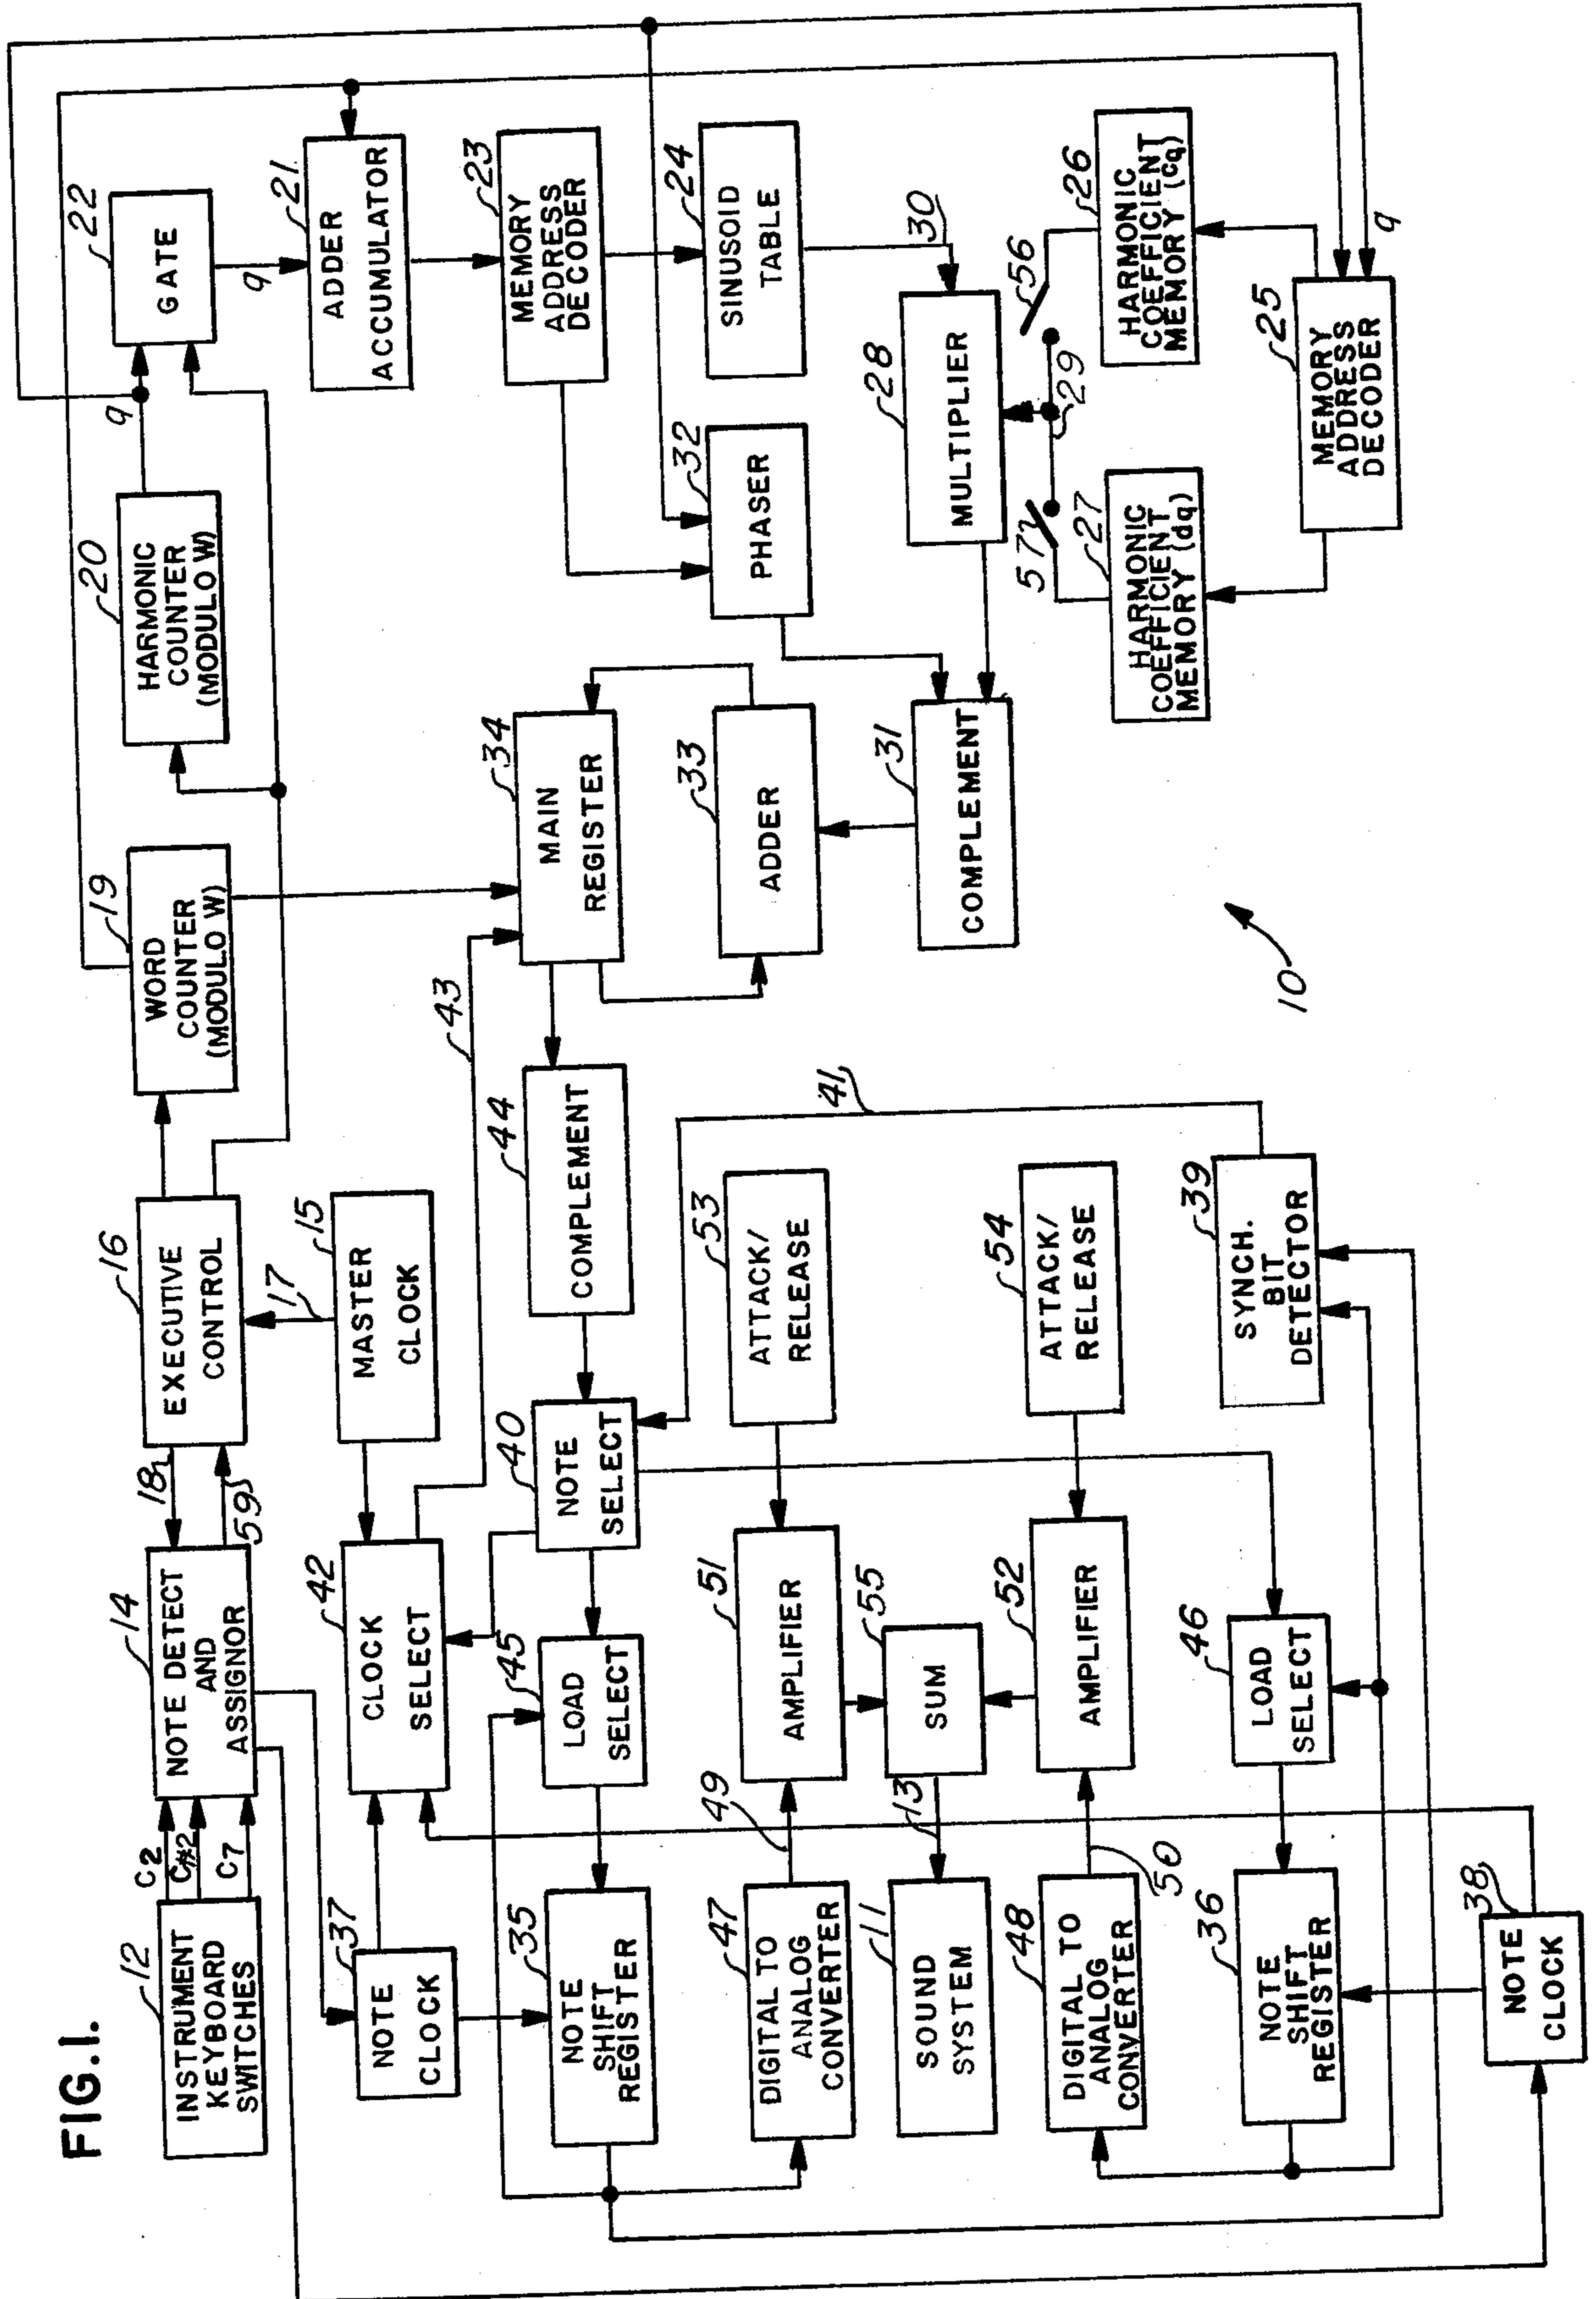 FIG.1.
12
INSTRUMENT
KEYBOARD
SWITCHES
C2
C#2
C7
14
NOTE DETECT
AND
ASSIGNOR
18
59
16
EXECUTIVE
CONTROL
17
15
MASTER
CLOCK
19
WORD
COUNTER
(MODULO W)
20
HARMONIC
COUNTER
(MODULO W)
q
22
GATE
q
21
ADDER
ACCUMULATOR
23
MEMORY
ADDRESS
DECODER
24
SINUSOID
TABLE
30
28
MULTIPLIER
32
PHASER
56
29
57
26
HARMONIC
COEFFICIENT
MEMORY (cq)
27
HARMONIC
COEFFICIENT
MEMORY (dq)
25
MEMORY
ADDRESS
DECODER
q
31
COMPLEMENT
33
ADDER
34
MAIN
REGISTER
43
44
COMPLEMENT
41
40
NOTE
SELECT
42
CLOCK
SELECT
37
NOTE
CLOCK
45
LOAD
SELECT
35
NOTE
SHIFT
REGISTER
53
ATTACK/
RELEASE
51
AMPLIFIER
49
47
DIGITAL TO
ANALOG
CONVERTER
55
SUM
13
11
SOUND
SYSTEM
54
ATTACK/
RELEASE
52
AMPLIFIER
50
48
DIGITAL TO
ANALOG
CONVERTER
39
SYNCH.
BIT
DETECTOR
46
LOAD
SELECT
36
NOTE
SHIFT
REGISTER
38
NOTE
CLOCK
10